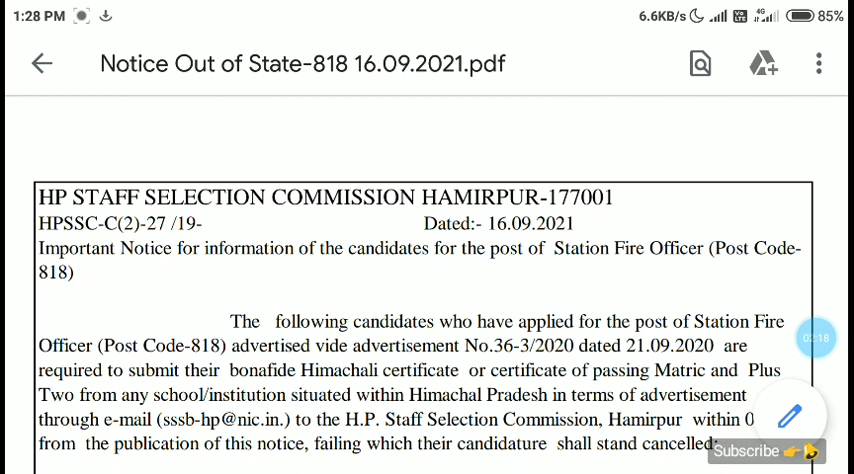 1:28 PM 6.6KB/s Vo LTE 4G 85%
Notice Out of State-818 16.09.2021.pdf
HP STAFF SELECTION COMMISSION HAMIRPUR-177001
HPSSC-C(2)-27 /19- Dated:- 16.09.2021
Important Notice for information of the candidates for the post of Station Fire Officer (Post Code-
818)
The following candidates who have applied for the post of Station Fire
Officer (Post Code-818) advertised vide advertisement No.36-3/2020 dated 21.09.2020 are
required to submit their bonafide Himachali certificate or certificate of passing Matric and Plus
Two from any school/institution situated within Himachal Pradesh in terms of advertisement
through e-mail (sssb-hp@nic.in.) to the H.P. Staff Selection Commission, Hamirpur within 0
from the publication of this notice, failing which their candidature shall stand cancelled:
02:18
Subscribe